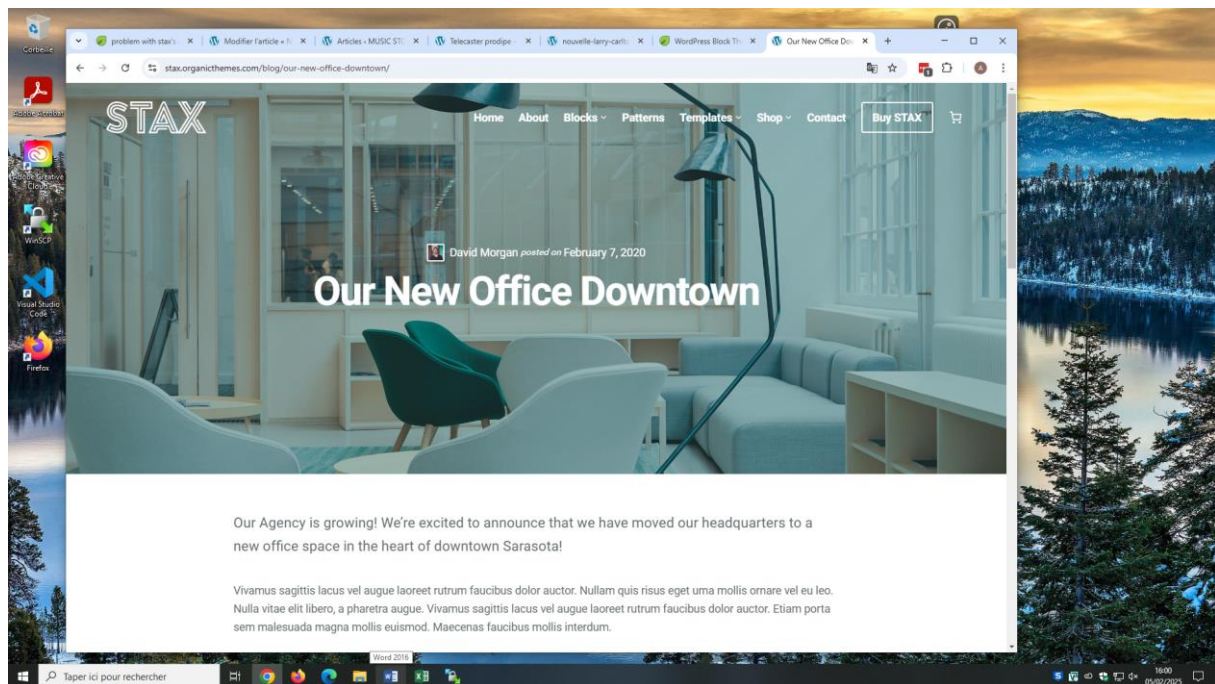 Corbeille
Adobe Acrobat
Adobe Creative
Cloud
WinSCP
Visual Studio
Code
Firefox
problem with stax's
Modifier l'article «
Articles ‹ MUSIC
Telecaster prodipe -
nouvelle-larry-carlt
WordPress Block Th
Our New Office Dov
stax.organicthemes.com/blog/our-new-office-downtown/
STAX
Home About Blocks Patterns Templates Shop Contact Buy STAX
David Morgan posted on February 7, 2020
Our New Office Downtown
Our Agency is growing! We're excited to announce that we have moved our headquarters to a
new office space in the heart of downtown Sarasota!
Vivamus sagittis lacus vel augue laoreet rutrum faucibus dolor auctor. Nullam quis risus eget urna mollis ornare vel eu leo.
Nulla vitae elit libero, a pharetra augue. Vivamus sagittis lacus vel augue laoreet rutrum faucibus dolor auctor. Etiam porta
sem malesuada magna mollis euismod. Maecenas faucibus mollis interdum.
Word 2016
Taper ici pour rechercher
16:00
05/02/2025